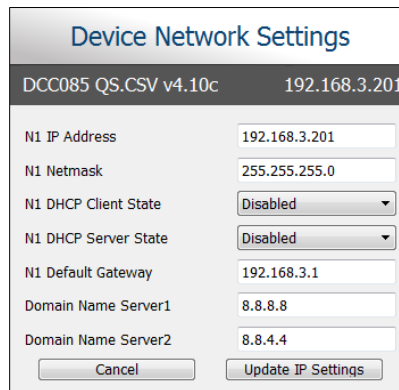 Device Network Settings
DCC085 QS.CSV v4.10c 192.168.3.201
N1 IP Address 192.168.3.201
N1 Netmask 255.255.255.0
N1 DHCP Client State Disabled
N1 DHCP Server State Disabled
N1 Default Gateway 192.168.3.1
Domain Name Server1 8.8.8.8
Domain Name Server2 8.8.4.4
Cancel Update IP Settings